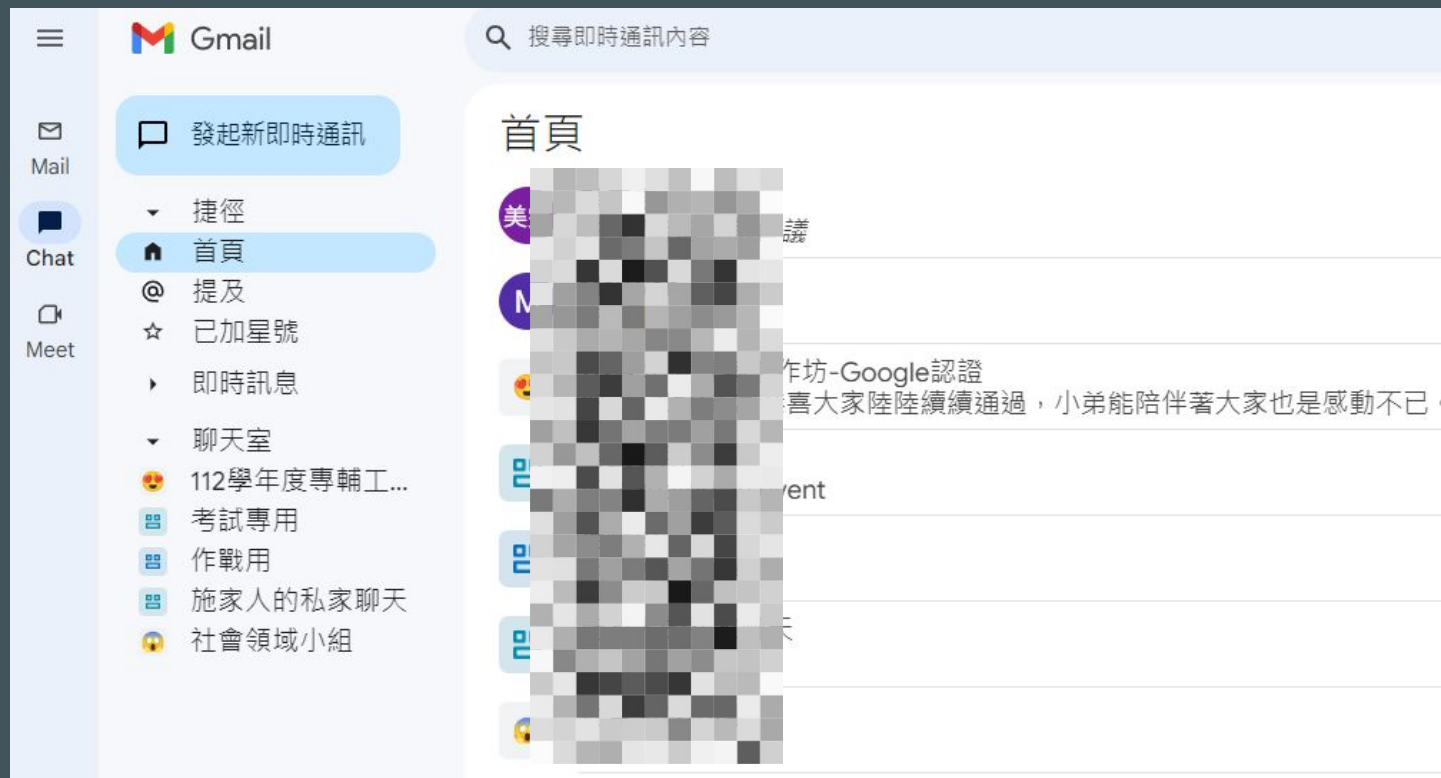 Gmail
搜尋即時通訊內容
Mail
Chat
Meet
發起新即時通訊
捷徑
首頁
提及
已加星號
即時訊息
聊天室
112學年度專輔工...
考試專用
作戰用
施家人的私家聊天
社會領域小組
首頁
美
議
M
作坊-Google認證
喜大家陸陸續續通過，小弟能陪伴著大家也是感動不已。
vent
天